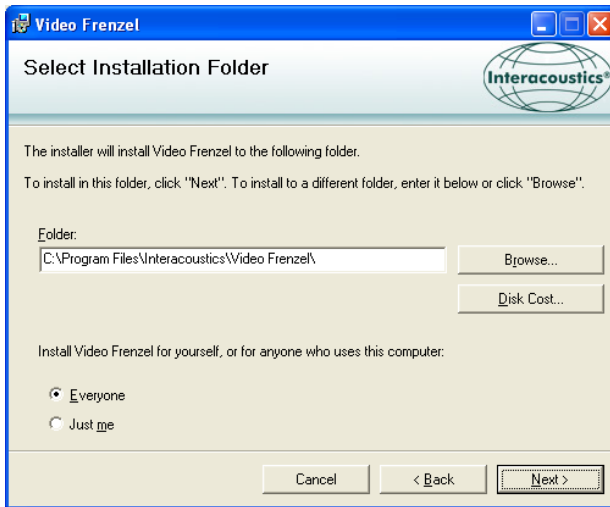 Video Frenzel
Select Installation Folder
Interacoustics®
The installer will install Video Frenzel to the following folder.
To install in this folder, click "Next". To install to a different folder, enter it below or click "Browse".
Folder:
C:\Program Files\Interacoustics\Video Frenzel\
Browse...
Disk Cost...
Install Video Frenzel for yourself, or for anyone who uses this computer:
Everyone
Just me
Cancel
< Back
Next >